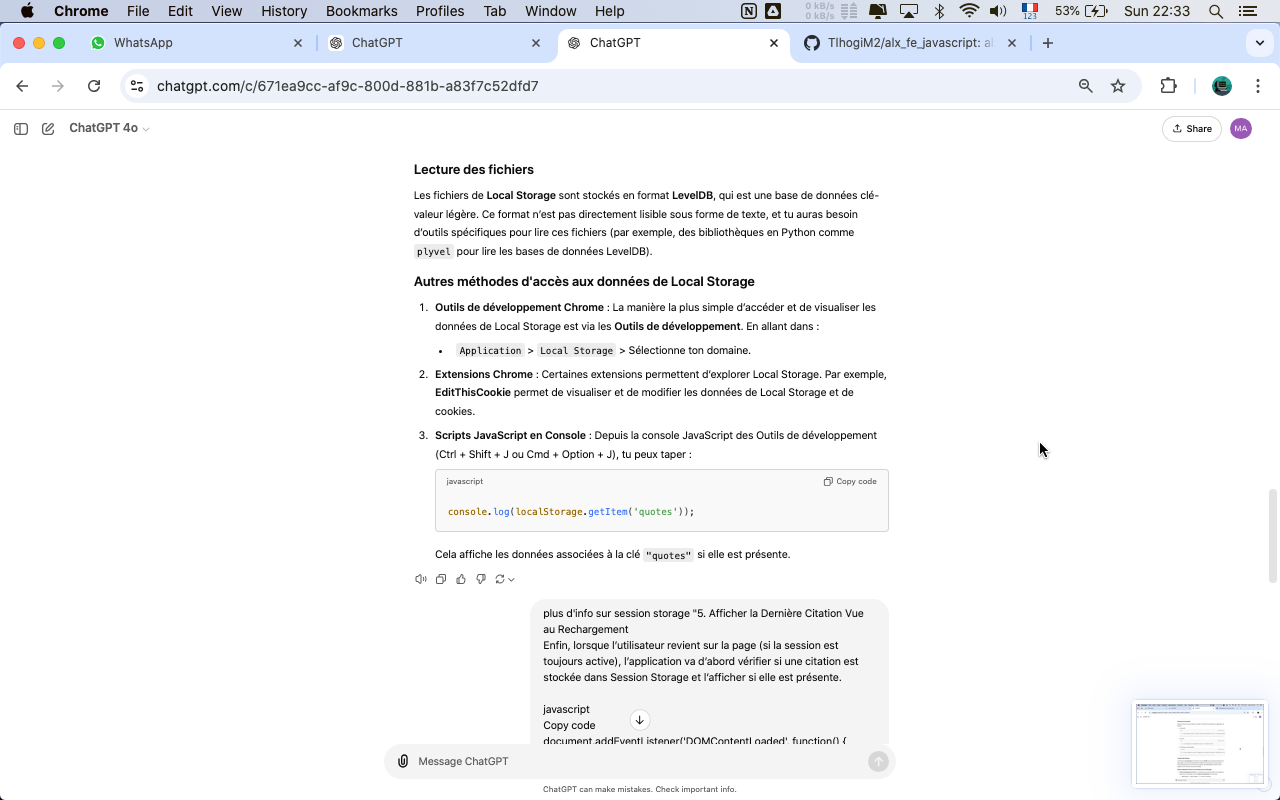 Chrome File Edit View History Bookmarks Profiles Tab Window Help
0 kB/s
0 kB/s
123
53%
Sun 22:33
WhatsApp
ChatGPT
ChatGPT
TlhogiM2/alx_fe_javascript: al
chatgpt.com/c/671ea9cc-af9c-800d-881b-a83f7c52dfd7
ChatGPT 4o
Share
MA
Lecture des fichiers
Les fichiers de Local Storage sont stockés en format LevelDB, qui est une base de données clé-
valeur légère. Ce format n'est pas directement lisible sous forme de texte, et tu auras besoin
d'outils spécifiques pour lire ces fichiers (par exemple, des bibliothèques en Python comme
plyvel pour lire les bases de données LevelDB).
Autres méthodes d'accès aux données de Local Storage
1. Outils de développement Chrome : La manière la plus simple d'accéder et de visualiser les
données de Local Storage est via les Outils de développement. En allant dans :
• Application > Local Storage > Sélectionne ton domaine.
2. Extensions Chrome : Certaines extensions permettent d'explorer Local Storage. Par exemple,
EditThisCookie permet de visualiser et de modifier les données de Local Storage et de
cookies.
3. Scripts JavaScript en Console : Depuis la console JavaScript des Outils de développement
(Ctrl + Shift + J ou Cmd + Option + J), tu peux taper :
javascript
Copy code
console.log(localStorage.getItem('quotes'));
Cela affiche les données associées à la clé "quotes" si elle est présente.
plus d'info sur session storage "5. Afficher la Dernière Citation Vue
au Rechargement
Enfin, lorsque l'utilisateur revient sur la page (si la session est
toujours active), l'application va d'abord vérifier si une citation est
stockée dans Session Storage et l'afficher si elle est présente.
javascript
Copy code
document.addEventListener('DOMContentLoaded', function() {
Message ChatGPT
ChatGPT can make mistakes. Check important info.